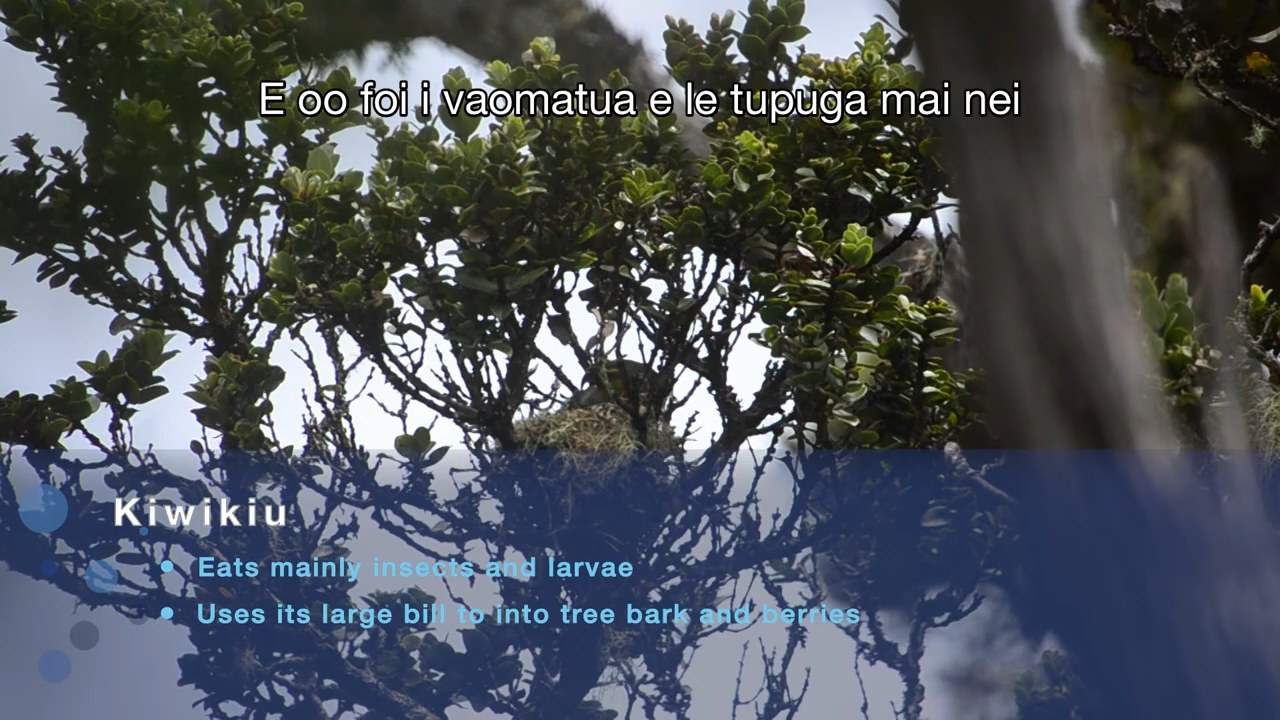 E oo foi i vaomatua e le tupuga mai nei
Kiwikiu
• Eats mainly insects and larvae
• Uses its large bill to into tree bark and berries